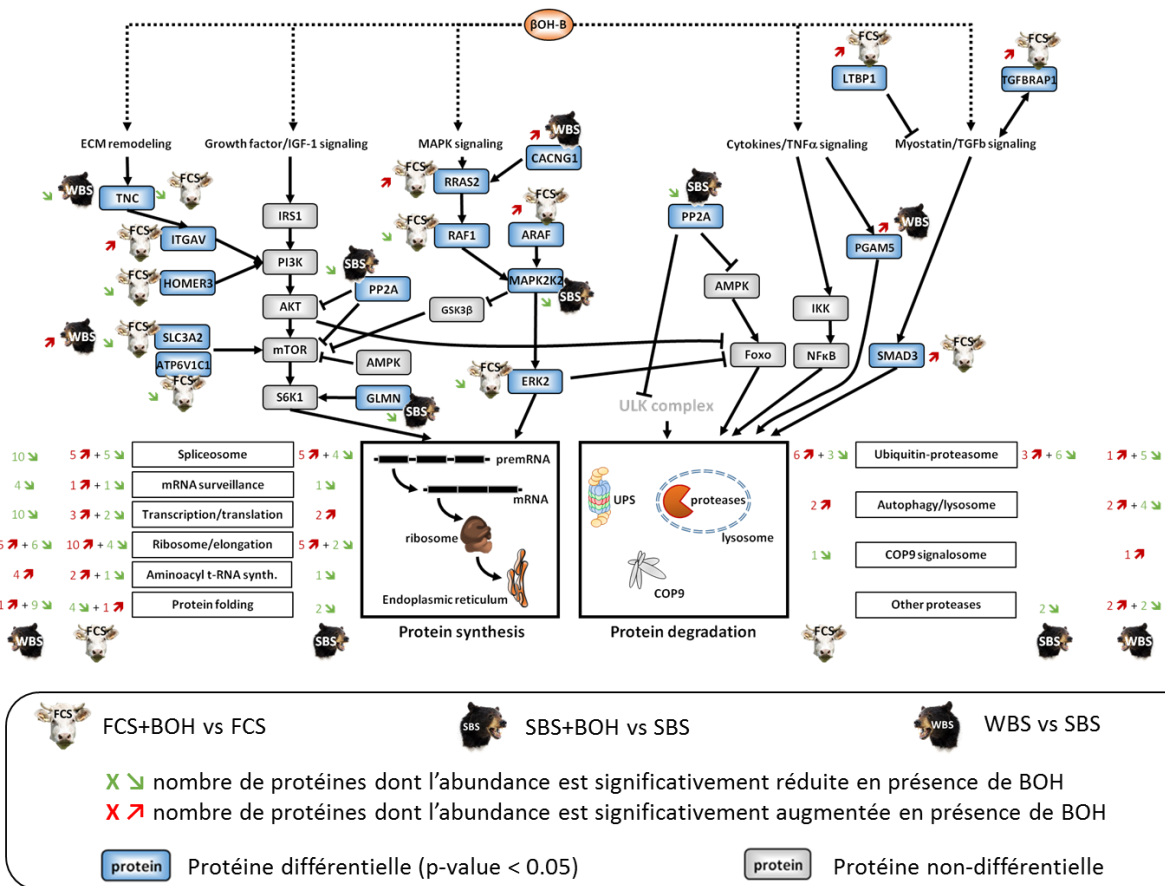 βOH-B
FCS
FCS
LTBP1
TGFBRAP1
ECM remodeling
Growth factor/IGF-1 signaling
MAPK signaling
WBS
CACNG1
Cytokines/TNFα signaling
Myostatin/TGFb signaling
WBS
TNC
FCS
FCS
RRAS2
SBS
PP2A
IRS1
FCS
FCS
ITGAV
FCS
RAF1
ARAF
WBS
PGAM5
PI3K
SBS
FCS
HOMER3
PP2A
MAPK2K2
SBS
AMPK
AKT
GSK3β
IKK
WBS
FCS
SLC3A2
ATP6V1C1
FCS
mTOR
AMPK
Foxo
NFκB
SMAD3
FCS
FCS
ERK2
S6K1
GLMN
SBS
ULK complex
10 ↘ 5 ↗ + 5 ↘ Spliceosome 5 ↗ + 4 ↘
4 ↘ 1 ↗ + 1 ↘ mRNA surveillance 1 ↘
10 ↘ 3 ↗ + 2 ↘ Transcription/translation 2 ↗
5 ↗ + 6 ↘ 10 ↗ + 4 ↘ Ribosome/elongation 5 ↗ + 2 ↘
4 ↗ 2 ↗ + 1 ↘ Aminoacyl t-RNA synth. 1 ↘
1 ↗ + 9 ↘ 4 ↘ + 1 ↗ Protein folding 2 ↘
WBS FCS SBS
premRNA
mRNA
ribosome
Endoplasmic reticulum
Protein synthesis
UPS
proteases
lysosome
COP9
Protein degradation
6 ↗ + 3 ↘ Ubiquitin-proteasome 3 ↗ + 6 ↘ 1 ↗ + 5 ↘
2 ↗ Autophagy/lysosome 2 ↗ + 4 ↘
1 ↘ COP9 signalosome 1 ↗
Other proteases 2 ↘ 2 ↗ + 2 ↘
FCS SBS WBS
FCS FCS+BOH vs FCS
SBS SBS+BOH vs SBS
WBS WBS vs SBS
X ↘ nombre de protéines dont l'abundance est significativement réduite en présence de BOH
X ↗ nombre de protéines dont l'abundance est significativement augmentée en présence de BOH
protein Protéine différentielle (p-value < 0.05)
protein Protéine non-différentielle